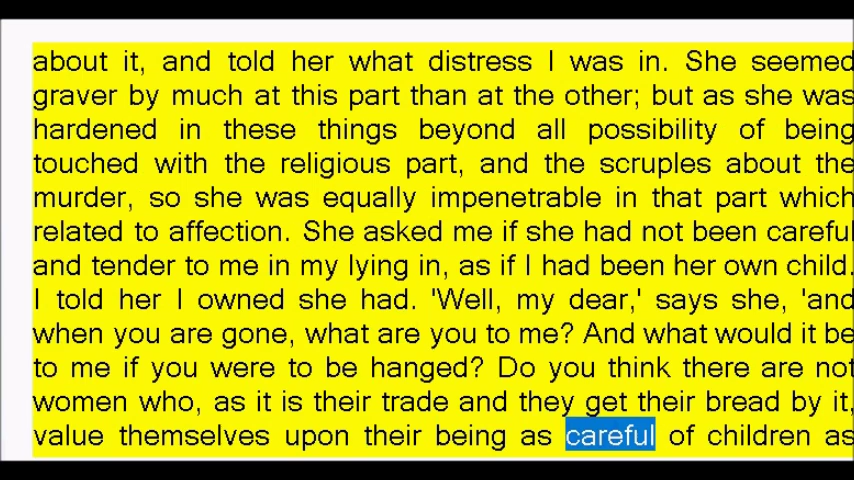 about it, and told her what distress I was in. She seemed
graver by much at this part than at the other; but as she was
hardened in these things beyond all possibility of being
touched with the religious part, and the scruples about the
murder, so she was equally impenetrable in that part which
related to affection. She asked me if she had not been careful
and tender to me in my lying in, as if I had been her own child.
I told her I owned she had. 'Well, my dear,' says she, 'and
when you are gone, what are you to me? And what would it be
to me if you were to be hanged? Do you think there are not
women who, as it is their trade and they get their bread by it,
value themselves upon their being as careful of children as